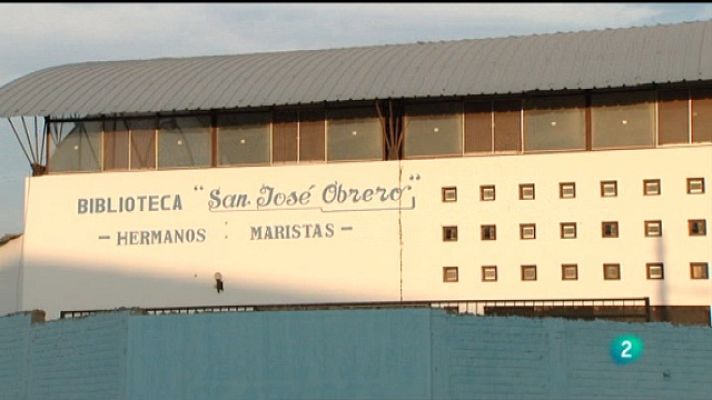 BIBLIOTECA "San José Obrero"
- HERMANOS MARISTAS -
2